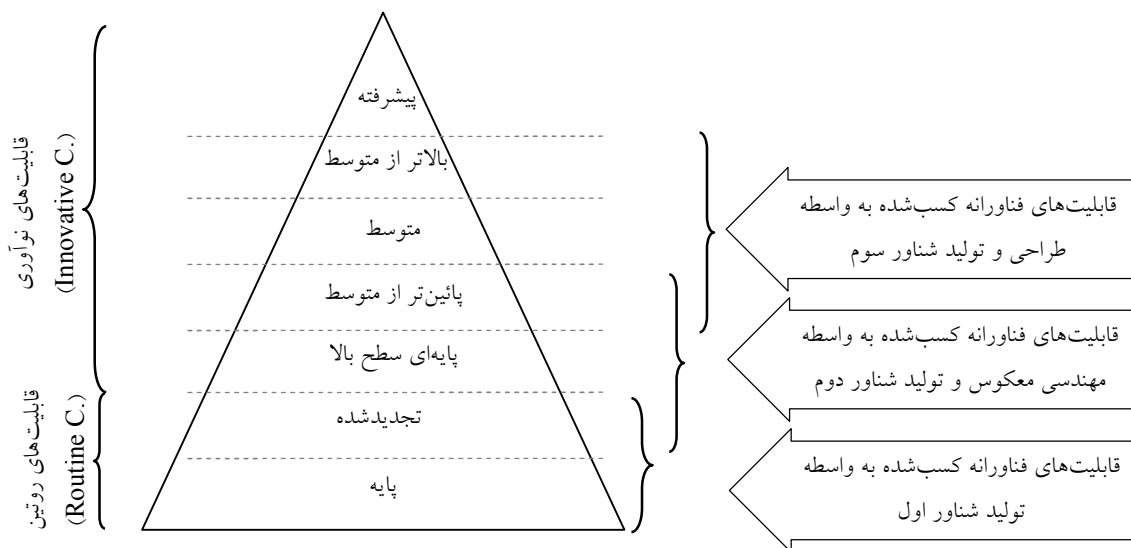 پیشرفته
بالاتر از متوسط
متوسط
پائین‌تر از متوسط
پایه‌ای سطح بالا
تجدیدشده
پایه
قابلیت‌های فناورانه کسب‌شده به واسطه
طراحی و تولید شناور سوم
قابلیت‌های فناورانه کسب‌شده به واسطه
مهندسی معکوس و تولید شناور دوم
قابلیت‌های فناورانه کسب‌شده به واسطه
تولید شناور اول
قابلیت‌های نوآوری
(Innovative C.)
قابلیت‌های روتین
(Routine C.)